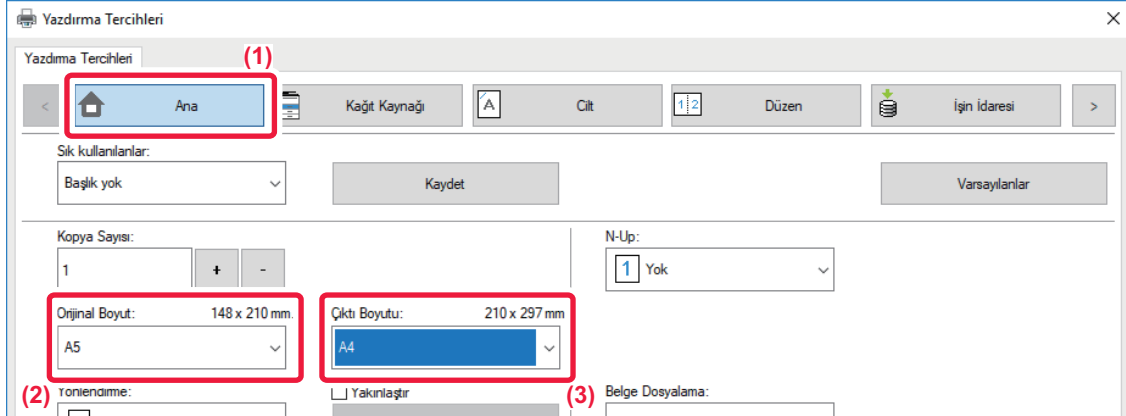 Yazdırma Tercihleri
Yazdırma Tercihleri
(1)
< Ana Kağıt Kaynağı A Cilt 1 2 Düzen İşin İdaresi >
Sık kullanılanlar:
Başlık yok Kaydet Varsayılanlar
Kopya Sayısı: N-Up:
1 + - 1 Yok
Orijinal Boyut: 148 x 210 mm. Çıktı Boyutu: 210 x 297 mm
A5 A4
(2) Yönlendirme: Yakınlaştır (3) Belge Dosyalama: